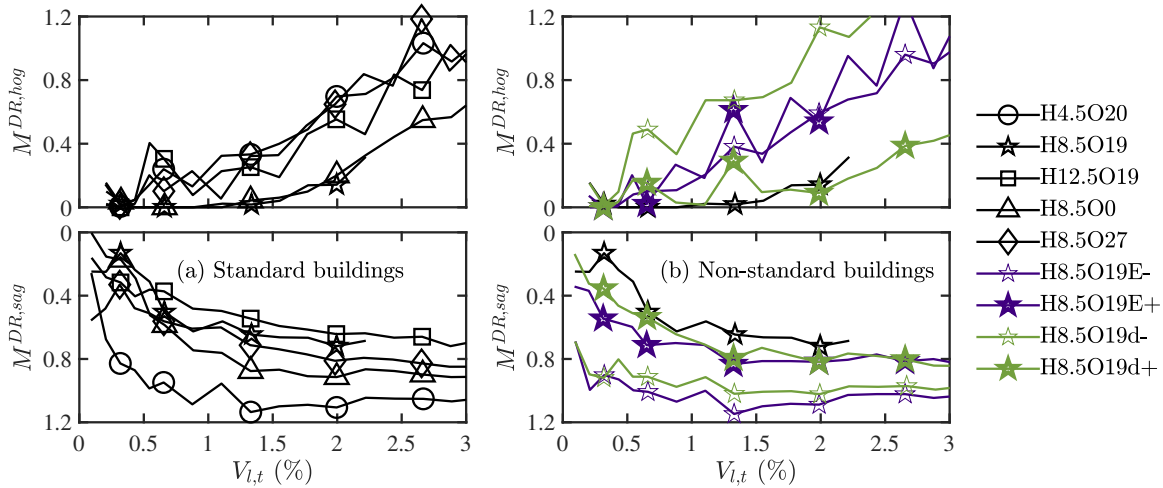 1.2
0.8
0.4
0
M^{DR,hog}
0
0.4
0.8
1.2
M^{DR,sag}
(a) Standard buildings
0 0.5 1 1.5 2 2.5 3
V_{l,t} (%)
1.2
0.8
0.4
0
M^{DR,hog}
0
0.4
0.8
1.2
M^{DR,sag}
(b) Non-standard buildings
0 0.5 1 1.5 2 2.5 3
V_{l,t} (%)
H4.5O20
H8.5O19
H12.5O19
H8.5O0
H8.5O27
H8.5O19E-
H8.5O19E+
H8.5O19d-
H8.5O19d+